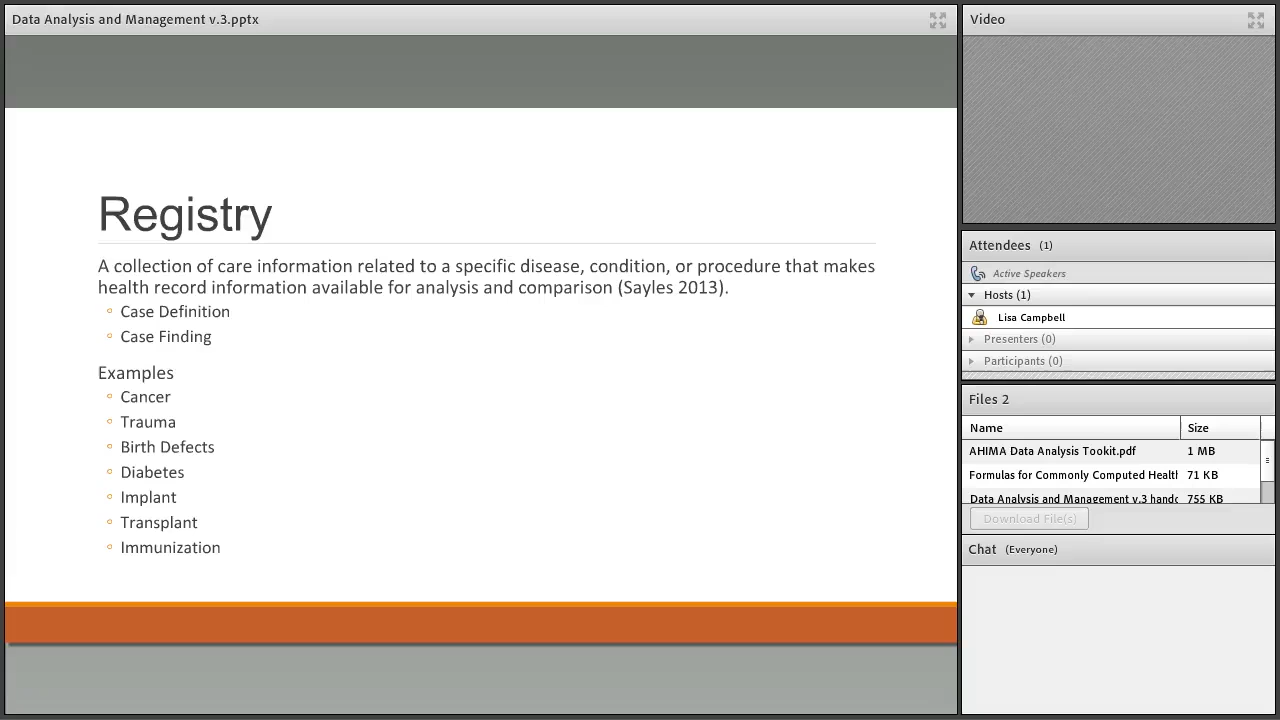 Data Analysis and Management v.3.pptx
Registry
A collection of care information related to a specific disease, condition, or procedure that makes
health record information available for analysis and comparison (Sayles 2013).
Case Definition
Case Finding
Examples
Cancer
Trauma
Birth Defects
Diabetes
Implant
Transplant
Immunization
Video
Attendees (1)
Active Speakers
Hosts (1)
Lisa Campbell
Presenters (0)
Participants (0)
Files 2
Name Size
AHIMA Data Analysis Tookit.pdf 1 MB
Formulas for Commonly Computed Healtl 71 KB
Data Analysis and Management v.3 handc 755 KB
Download File(s)
Chat (Everyone)